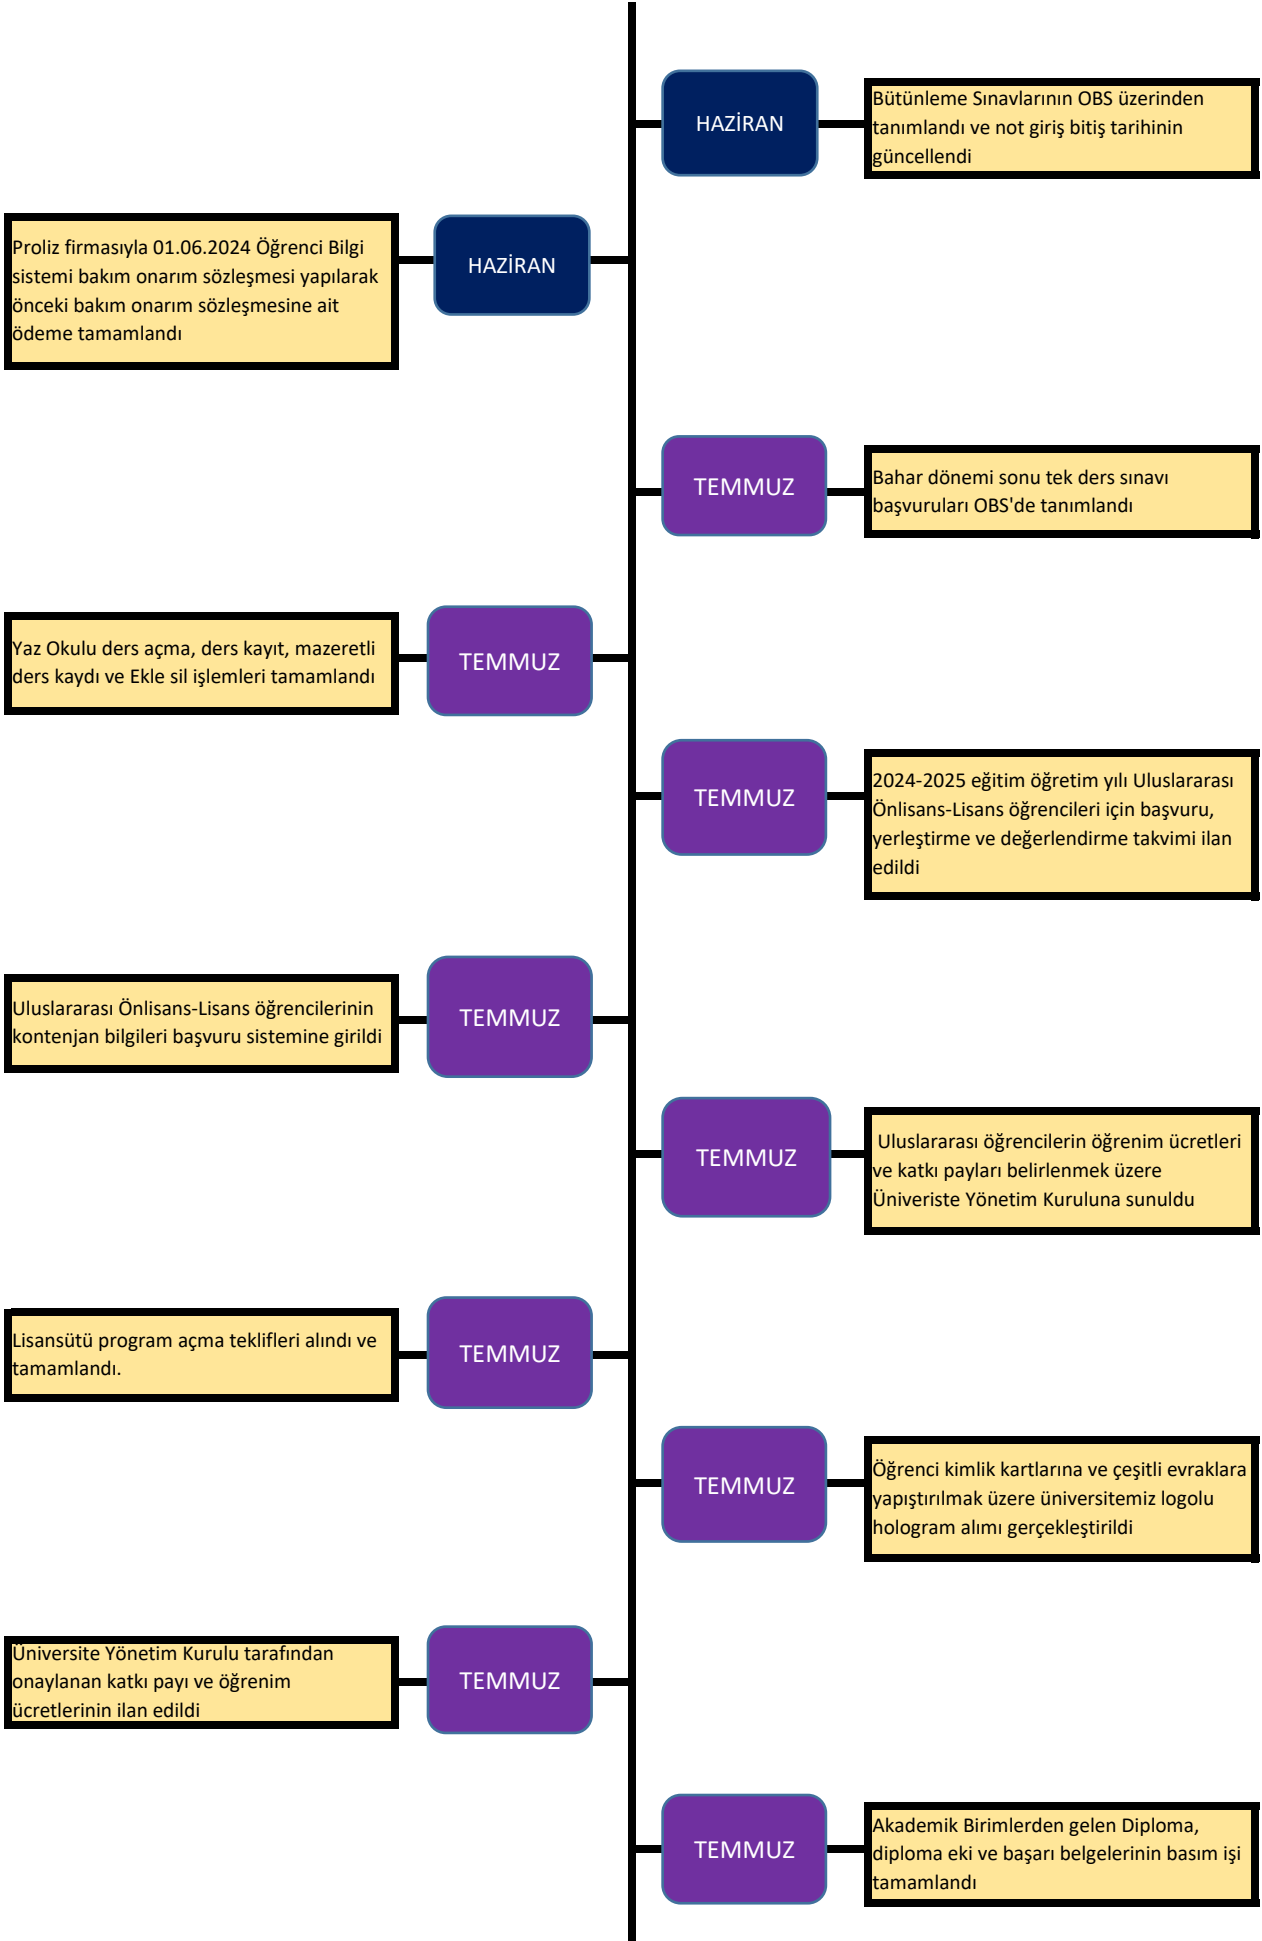 HAZİRAN
Bütünleme Sınavlarının OBS üzerinden
tanımlandı ve not giriş bitiş tarihinin
güncellendi
Proliz firmasıyla 01.06.2024 Öğrenci Bilgi
sistemi bakım onarım sözleşmesi yapılarak
önceki bakım onarım sözleşmesine ait
ödeme tamamlandı
HAZİRAN
TEMMUZ
Bahar dönemi sonu tek ders sınavı
başvuruları OBS'de tanımlandı
Yaz Okulu ders açma, ders kayıt, mazeretli
ders kaydı ve Ekle sil işlemleri tamamlandı
TEMMUZ
TEMMUZ
2024-2025 eğitim öğretim yılı Uluslararası
Önlisans-Lisans öğrencileri için başvuru,
yerleştirme ve değerlendirme takvimi ilan
edildi
Uluslararası Önlisans-Lisans öğrencilerinin
kontenjan bilgileri başvuru sistemine girildi
TEMMUZ
TEMMUZ
Uluslararası öğrencilerin öğrenim ücretleri
ve katkı payları belirlenmek üzere
Üniveriste Yönetim Kuruluna sunuldu
Lisansütü program açma teklifleri alındı ve
tamamlandı.
TEMMUZ
TEMMUZ
Öğrenci kimlik kartlarına ve çeşitli evraklara
yapıştırılmak üzere üniversitemiz logolu
hologram alımı gerçekleştirildi
Üniversite Yönetim Kurulu tarafından
onaylanan katkı payı ve öğrenim
ücretlerinin ilan edildi
TEMMUZ
TEMMUZ
Akademik Birimlerden gelen Diploma,
diploma eki ve başarı belgelerinin basım işi
tamamlandı